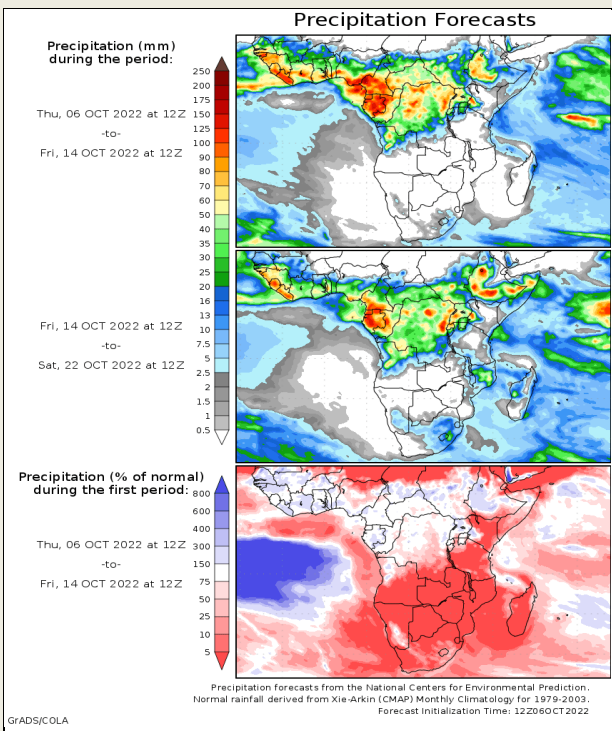 Precipitation Forecasts
Precipitation (mm)
during the period:
Thu, 06 OCT 2022 at 12Z
-to-
Fri, 14 OCT 2022 at 12Z
250
200
175
150
125
100
90
80
70
60
50
40
35
30
25
20
16
13
10
7.5
5
2.5
2
1.5
1
0.5
Fri, 14 OCT 2022 at 12Z
-to-
Sat, 22 OCT 2022 at 12Z
Precipitation (% of normal)
during the first period:
Thu, 06 OCT 2022 at 12Z
-to-
Fri, 14 OCT 2022 at 12Z
800
600
400
300
150
75
50
25
10
5
Precipitation forecasts from the National Centers for Environmental Prediction.
Normal rainfall derived from Xie-Arkin (CMAP) Monthly Climatology for 1979-2003.
Forecast Initialization Time: 12Z06OCT2022
GrADS/COLA